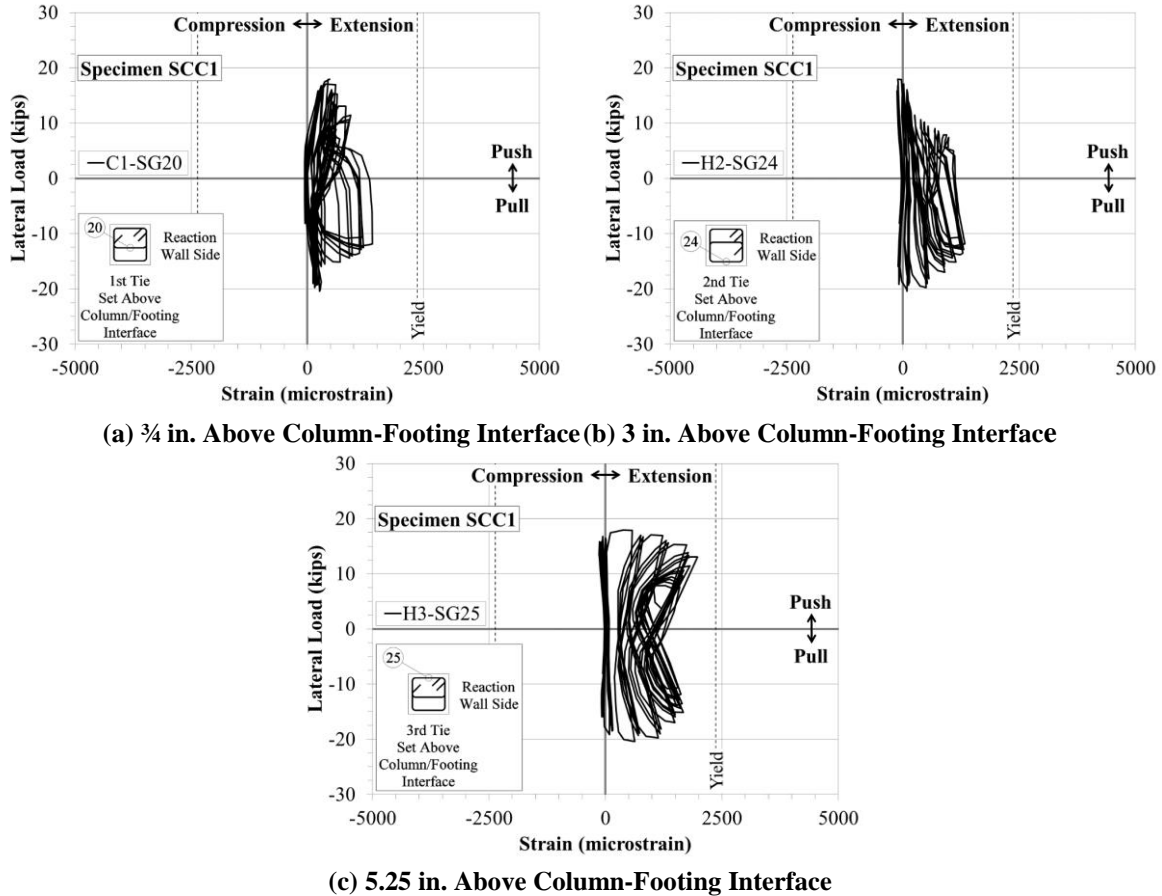 Compression ↔ Extension
30
20
10
0
-10
-20
-30
Lateral Load (kips)
Specimen SCC1
C1-SG20
Push
Pull
20
Reaction
Wall Side
1st Tie
Set Above
Column/Footing
Interface
Yield
-5000 -2500 0 2500 5000
Strain (microstrain)
(a) ¾ in. Above Column-Footing Interface
Compression ↔ Extension
30
20
10
0
-10
-20
-30
Lateral Load (kips)
Specimen SCC1
H2-SG24
Push
Pull
24
Reaction
Wall Side
2nd Tie
Set Above
Column/Footing
Interface
Yield
-5000 -2500 0 2500 5000
Strain (microstrain)
(b) 3 in. Above Column-Footing Interface
Compression ↔ Extension
30
20
10
0
-10
-20
-30
Lateral Load (kips)
Specimen SCC1
H3-SG25
Push
Pull
25
Reaction
Wall Side
3rd Tie
Set Above
Column/Footing
Interface
Yield
-5000 -2500 0 2500 5000
Strain (microstrain)
(c) 5.25 in. Above Column-Footing Interface